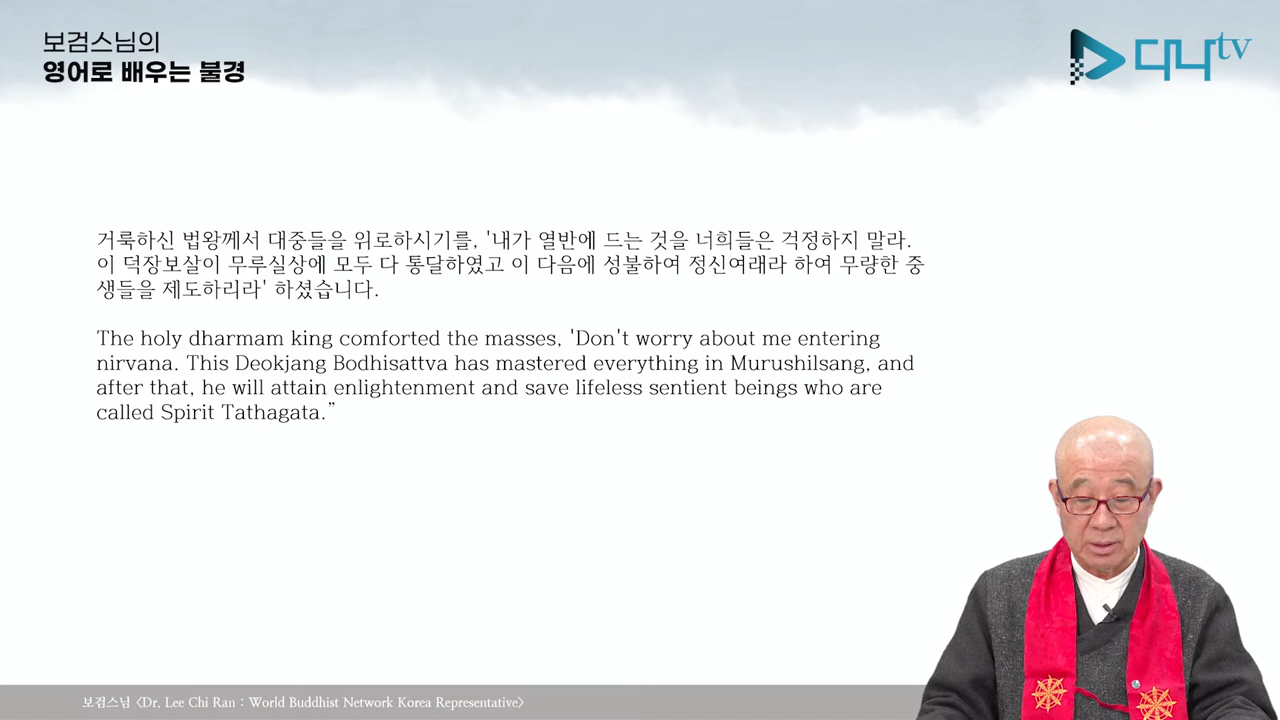 보검스님의
영어로 배우는 불경
디나tv
거룩하신 법왕께서 대중들을 위로하시기를, '내가 열반에 드는 것을 너희들은 걱정하지 말라.
이 덕장보살이 무루실상에 모두 다 통달하였고 이 다음에 성불하여 정신여래라 하여 무량한 중
생들을 제도하리라' 하셨습니다.
The holy dharmam king comforted the masses, 'Don't worry about me entering
nirvana. This Deokjang Bodhisattva has mastered everything in Murushilsang, and
after that, he will attain enlightenment and save lifeless sentient beings who are
called Spirit Tathagata.”
보검스님 <Dr. Lee Chi Ran : World Buddhist Network Korea Representative>